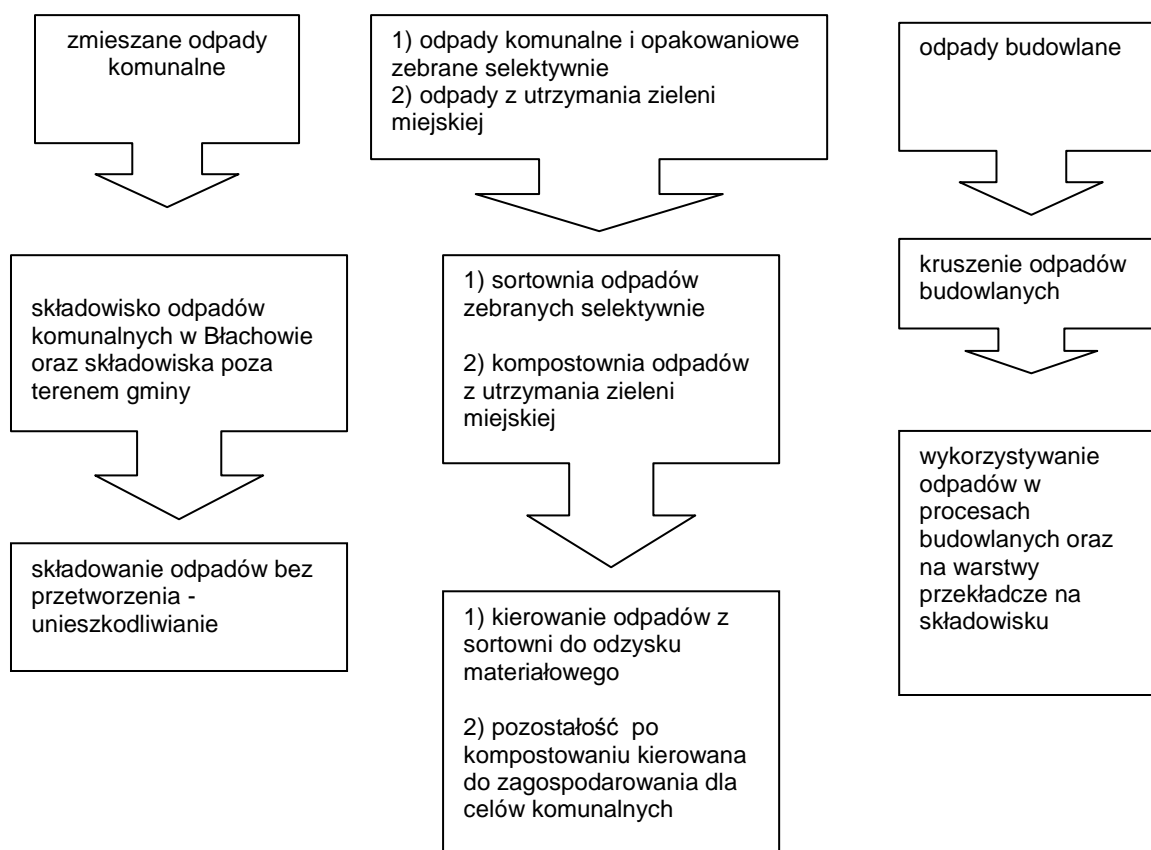 zmieszane odpady
komunalne
składowisko odpadów
komunalnych w Błachowie
oraz składowiska poza
terenem gminy
składowanie odpadów bez
przetworzenia -
unieszkodliwianie
1) odpady komunalne i opakowaniowe
zebrane selektywnie
2) odpady z utrzymania zieleni
miejskiej
1) sortownia odpadów
zebranych selektywnie
2) kompostownia odpadów
z utrzymania zieleni
miejskiej
1) kierowanie odpadów z
sortowni do odzysku
materiałowego
2) pozostałość po
kompostowaniu kierowana
do zagospodarowania dla
celów komunalnych
odpady budowlane
kruszenie odpadów
budowlanych
wykorzystywanie
odpadów w
procesach
budowlanych oraz
na warstwy
przekładcze na
składowisku